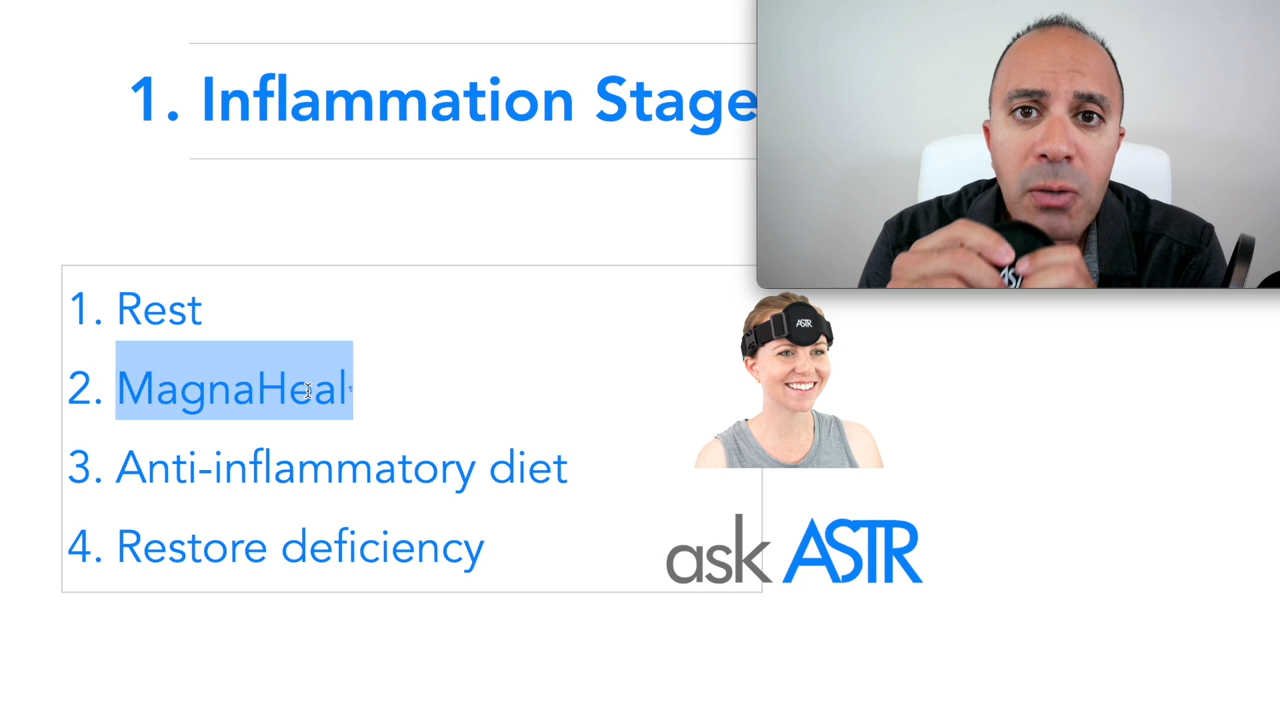 1. Inflammation Stage
1. Rest
2. MagnaHeal
3. Anti-inflammatory diet
4. Restore deficiency
ASTR
ask ASTR